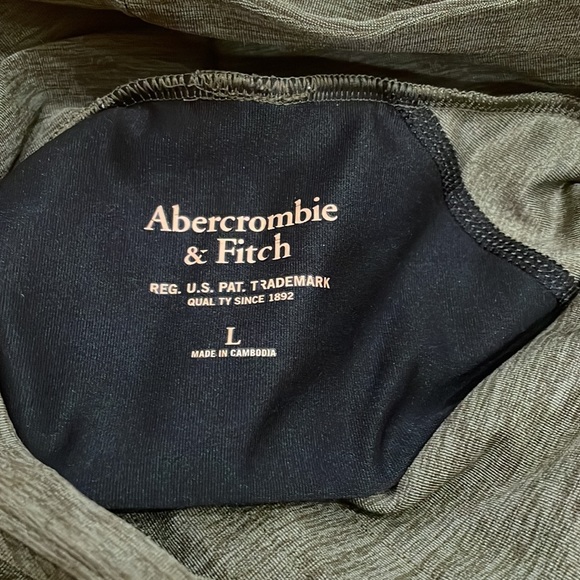 Abercrombie
& Fitch
REG. U.S. PAT. TRADEMARK
QUAL TY SINCE 1892
L
MADE IN CAMBODIA